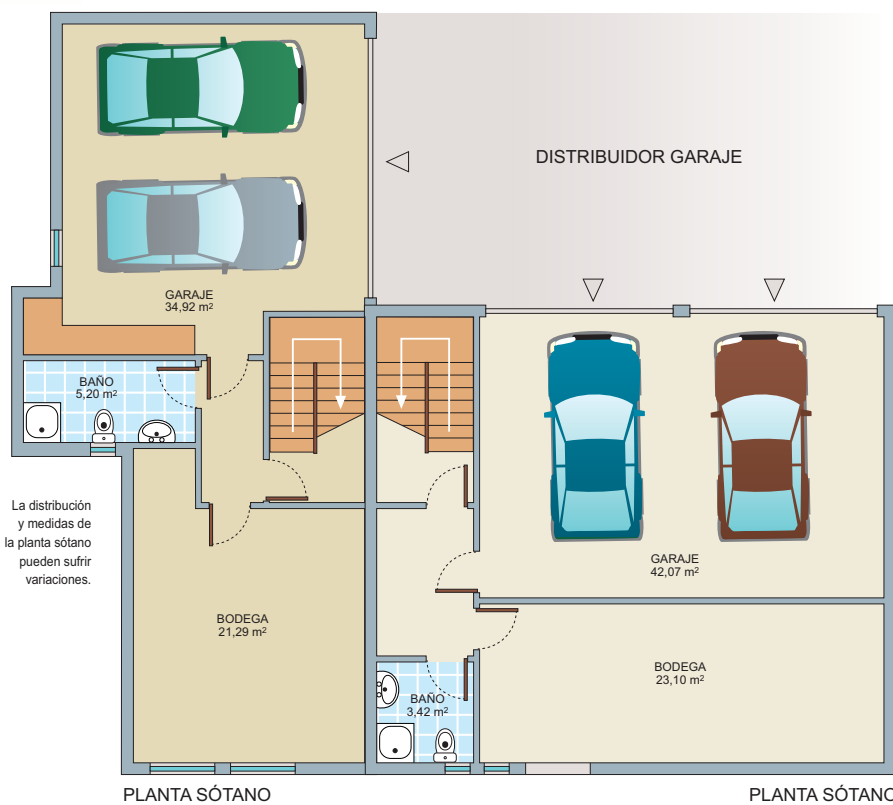 DISTRIBUIDOR GARAJE
GARAJE
34,92 m²
BAÑO
5,20 m²
La distribución
y medidas de
la planta sótano
pueden sufrir
variaciones.
GARAJE
42,07 m²
BODEGA
21,29 m²
BODEGA
23,10 m²
BAÑO
3,42 m²
PLANTA SÓTANO
PLANTA SÓTANO